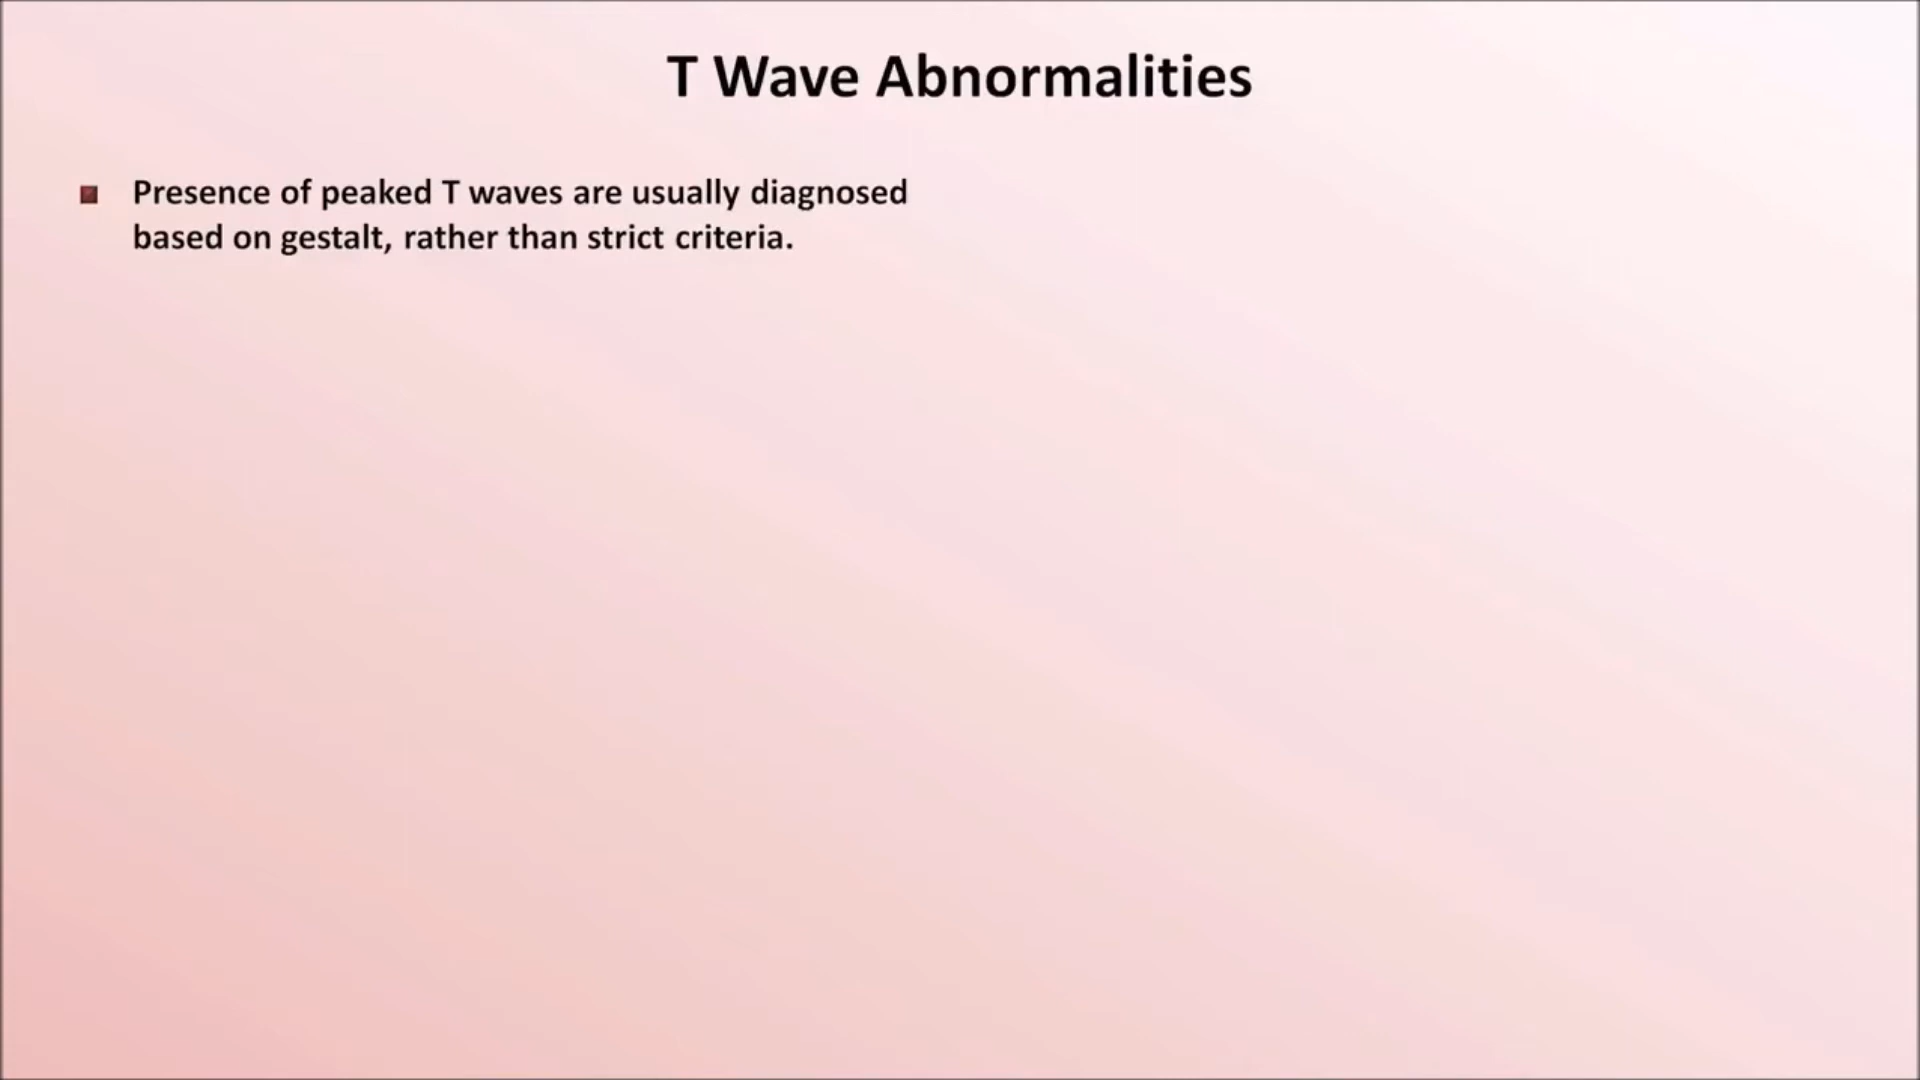 T Wave Abnormalities
Presence of peaked T waves are usually diagnosed
based on gestalt, rather than strict criteria.